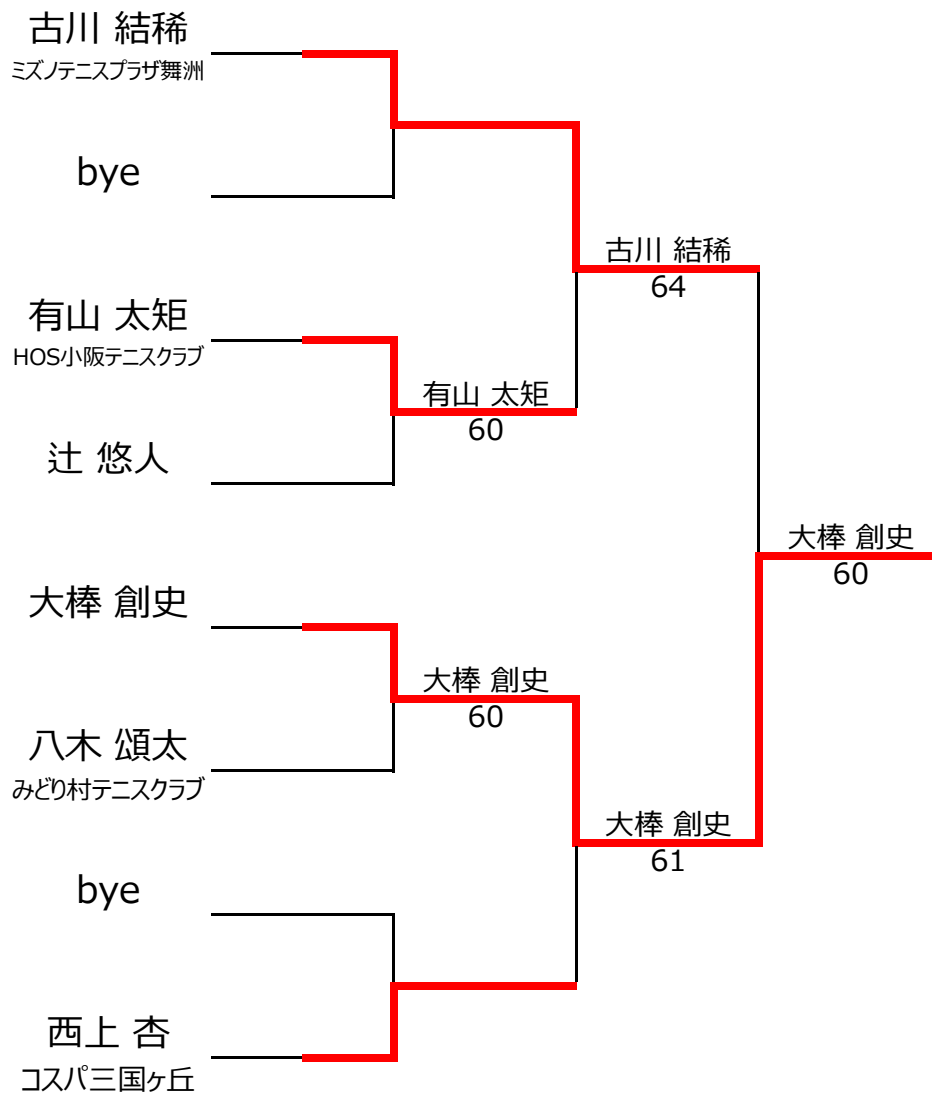 古川 結稀
ミズノテニスプラザ舞洲
bye
有山 太矩
HOS小阪テニスクラブ
辻 悠人
大棒 創史
八木 頌太
みどり村テニスクラブ
bye
西上 杏
コスパ三国ヶ丘
有山 太矩
60
大棒 創史
60
古川 結稀
64
大棒 創史
61
大棒 創史
60